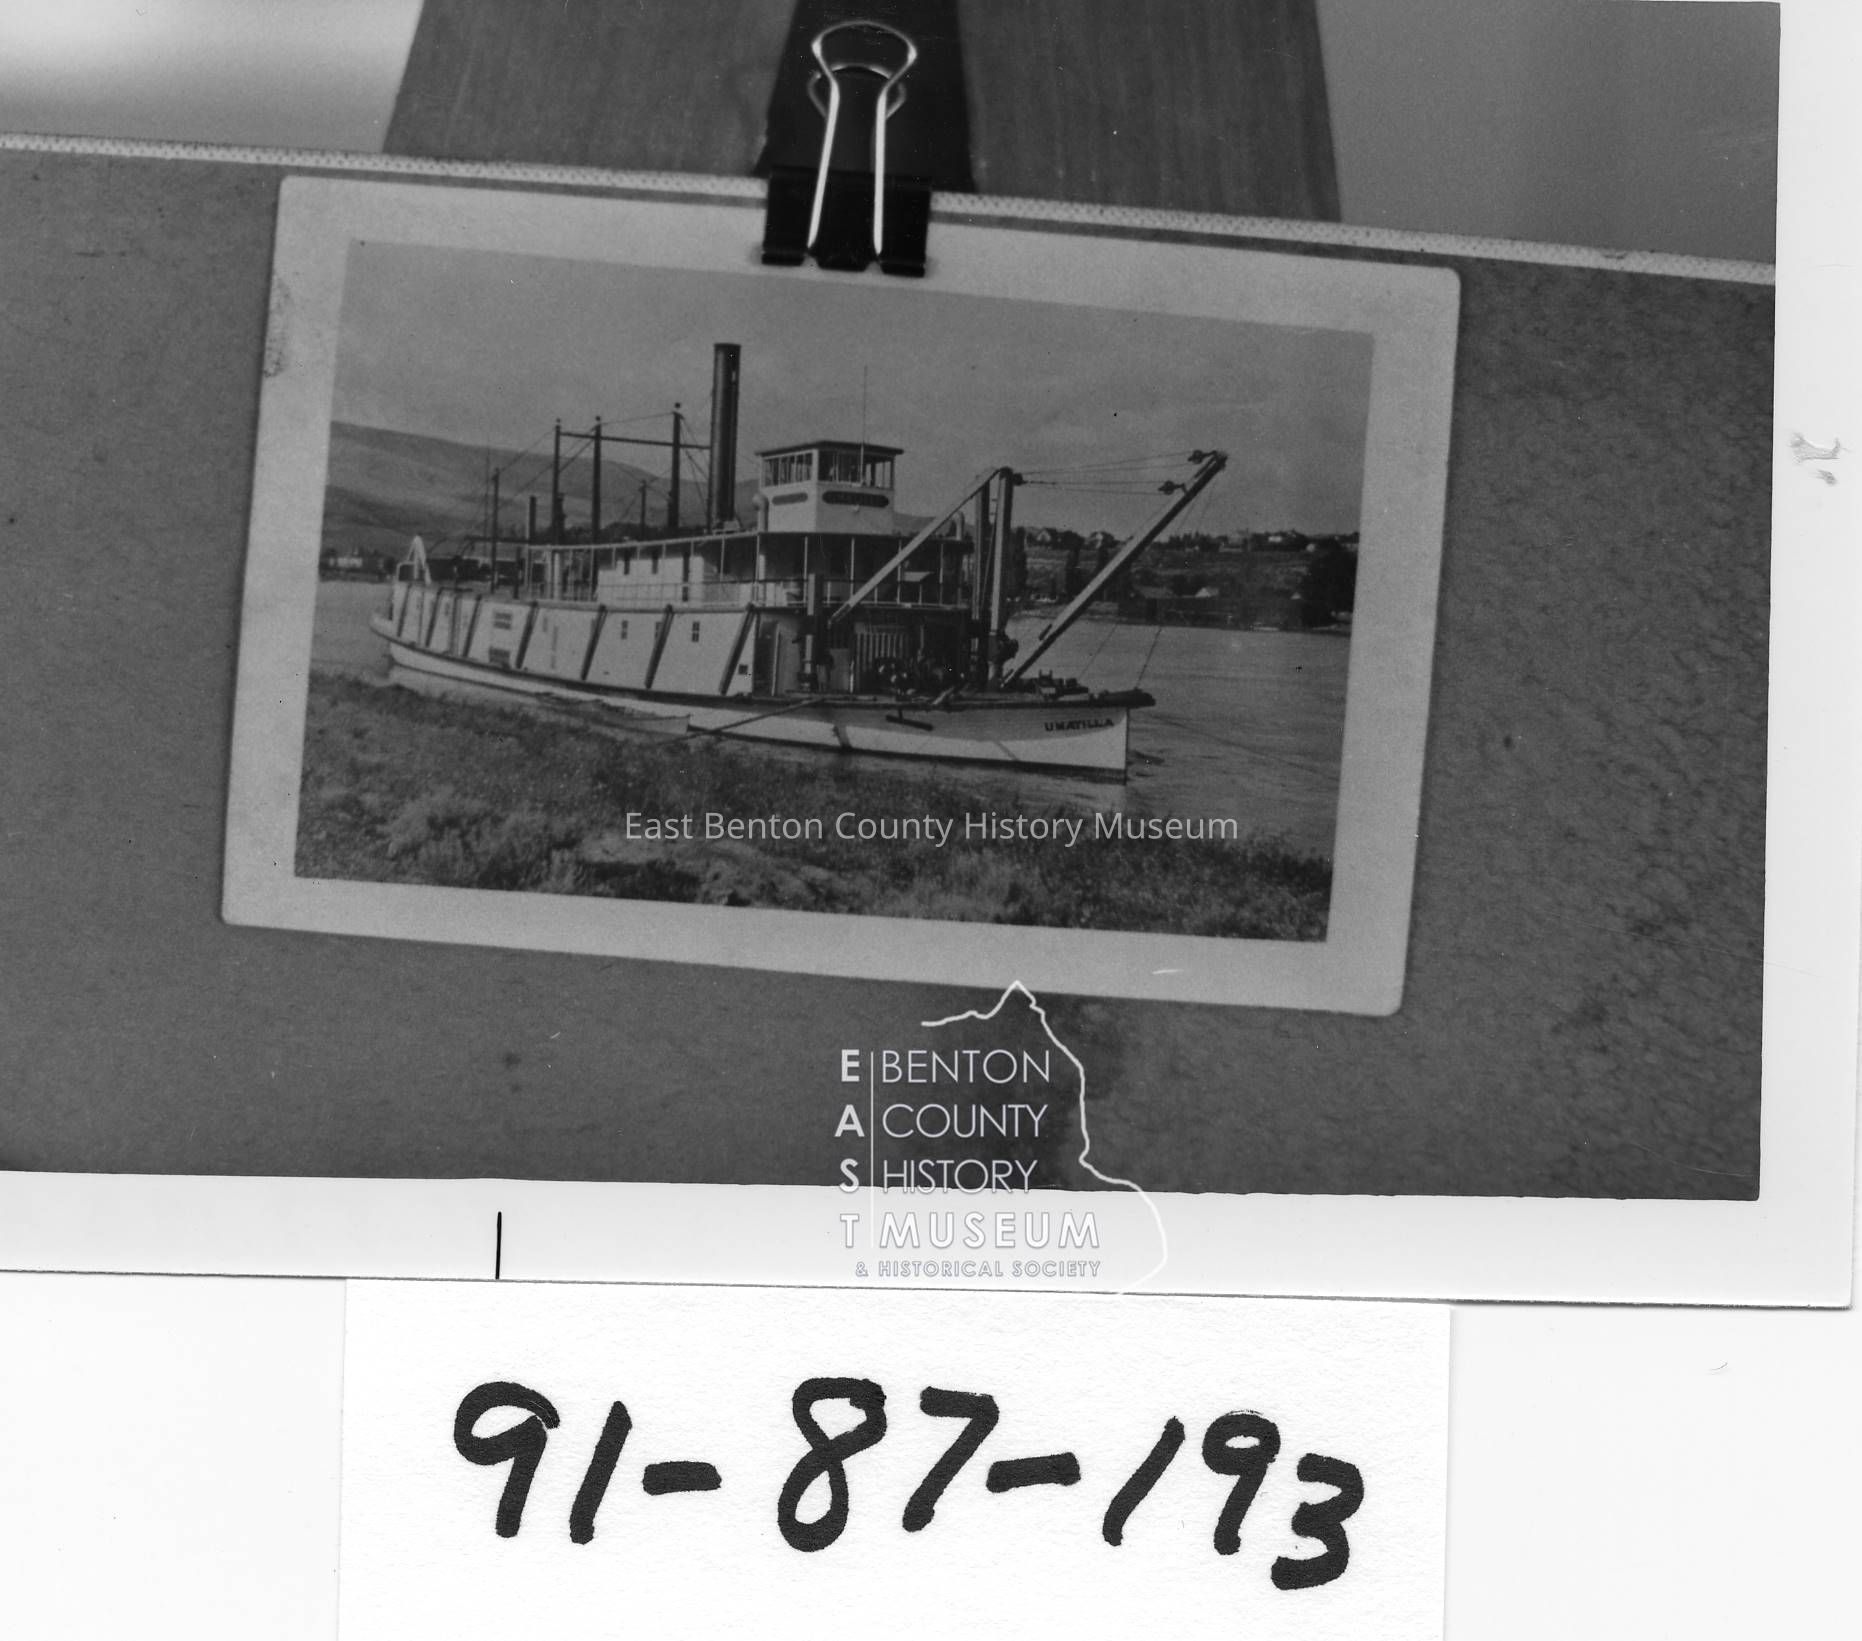 UMATILLA
East Benton County History Museum
E BENTON
A COUNTY
S HISTORY
T MUSEUM
& HISTORICAL SOCIETY
91-87-193